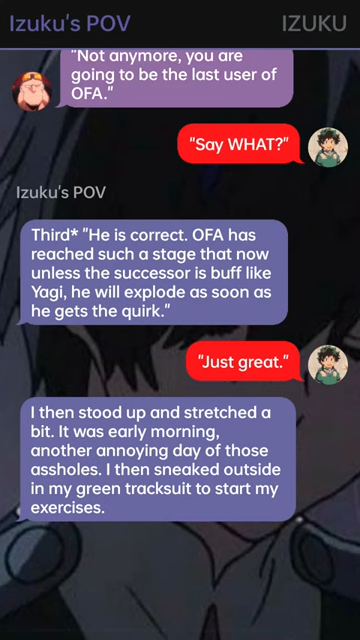 Izuku's POV
IZUKU
"Not anymore, you are
going to be the last user of
OFA."
"Say WHAT?"
Izuku's POV
Third* "He is correct. OFA has
reached such a stage that now
unless the successor is buff like
Yagi, he will explode as soon as
he gets the quirk."
"Just great."
I then stood up and stretched a
bit. It was early morning,
another annoying day of those
assholes. I then sneaked outside
in my green tracksuit to start my
exercises.